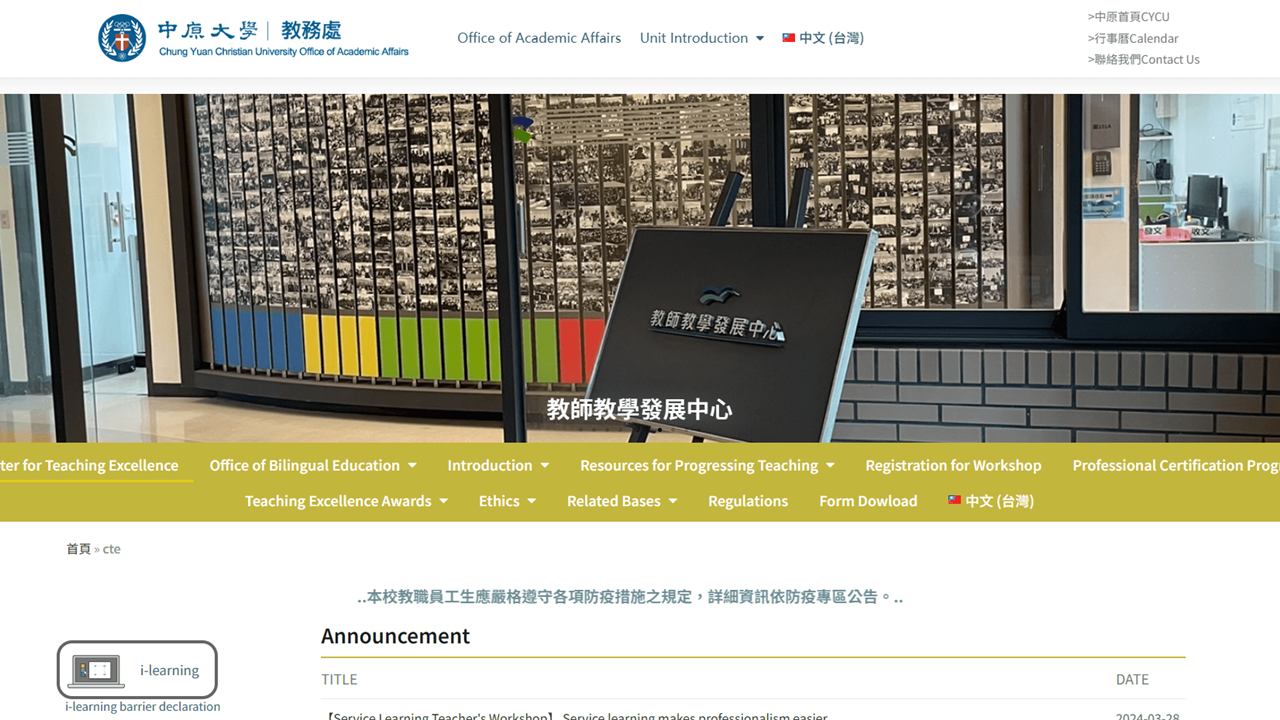 中原大學 教務處
Chung Yuan Christian University Office of Academic Affairs
Office of Academic Affairs
Unit Introduction
中文 (台灣)
>中原首頁CYCU
>行事曆Calendar
>聯絡我們Contact Us
發文
收文
教師教學發展中心
教師教學發展中心
ter for Teaching Excellence
Office of Bilingual Education
Introduction
Resources for Progressing Teaching
Registration for Workshop
Professional Certification Prog
Teaching Excellence Awards
Ethics
Related Bases
Regulations
Form Dowload
中文 (台灣)
首頁 » cte
..本校教職員工生應嚴格遵守各項防疫措施之規定，詳細資訊依防疫專區公告。..
Announcement
TITLE
DATE
i-learning
i-learning barrier declaration
【Service Learning Teacher's Workshop】 Service learning makes professionalism easier
2024-03-28